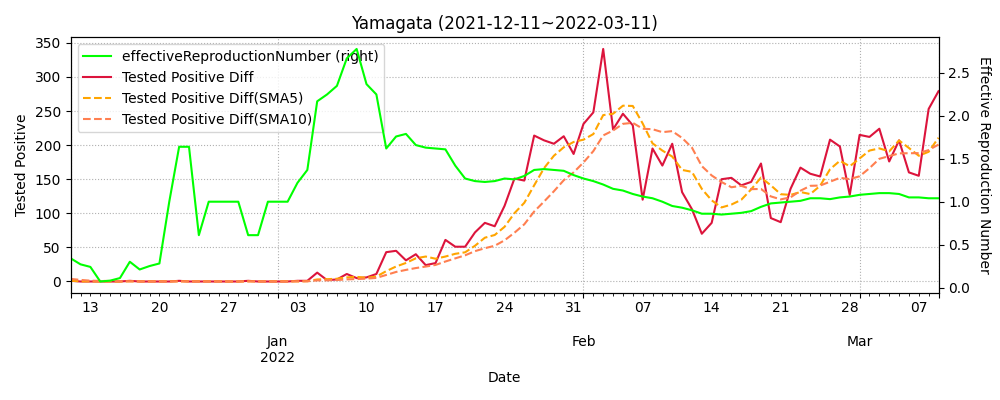 Yamagata (2021-12-11~2022-03-11)
effectiveReproductionNumber (right)
Tested Positive Diff
Tested Positive Diff(SMA5)
Tested Positive Diff(SMA10)
Tested Positive
350
300
250
200
150
100
50
0
2.5
2.0
1.5
1.0
0.5
0.0
Effective Reproduction Number
13 20 27 03 10 17 24 31 07 14 21 28 07
Jan Feb Mar
2022
Date